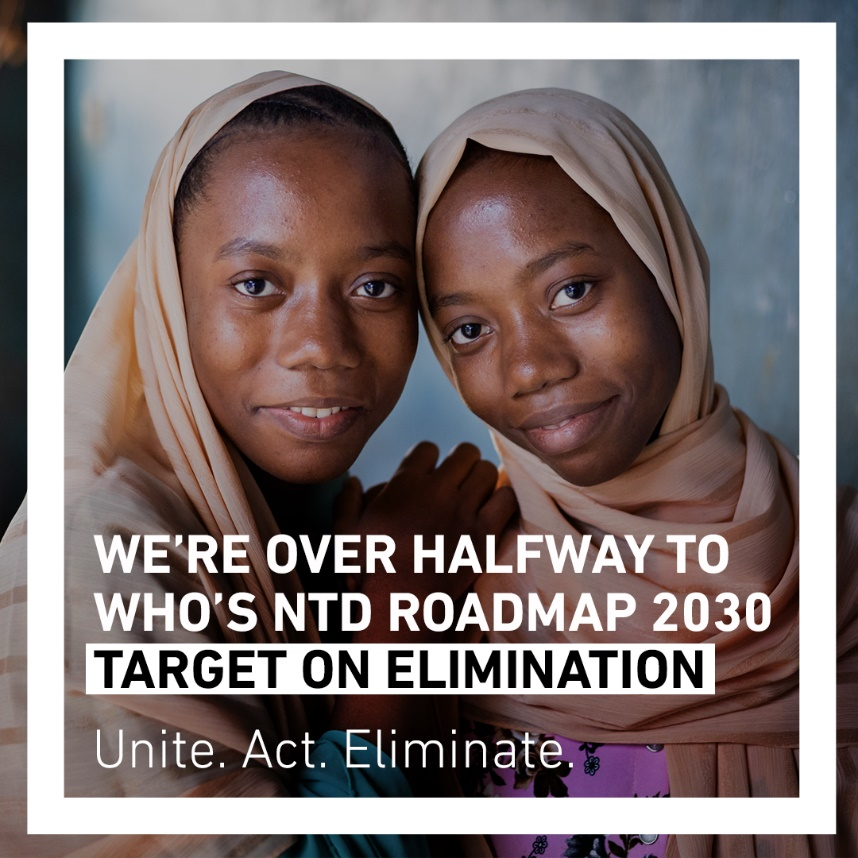 WE’RE OVER HALFWAY TO
WHO’S NTD ROADMAP 2030
TARGET ON ELIMINATION
Unite. Act. Eliminate.